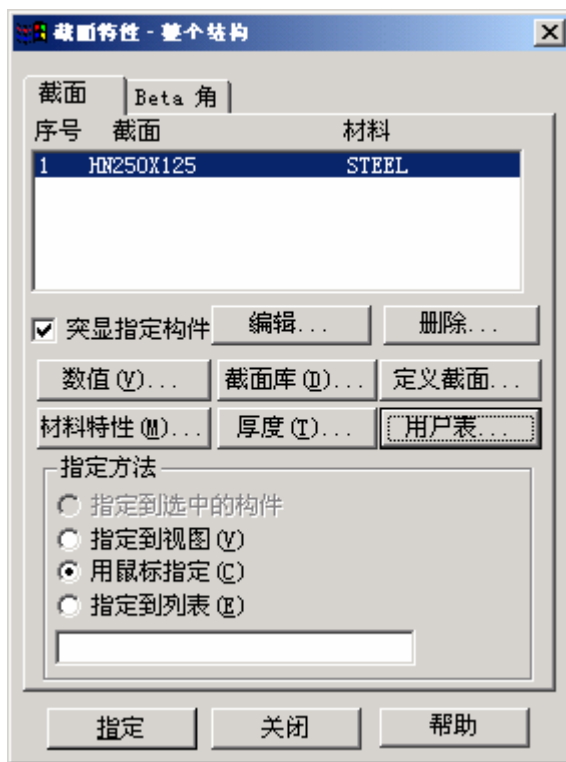 截面特性 - 整个结构
截面 Beta 角
序号 截面 材料
1 HN250X125 STEEL
突显指定构件 编辑... 删除...
数值(V)... 截面库(D)... 定义截面...
材料特性(M)... 厚度(T)... 用户表...
指定方法
指定到选中的构件
指定到视图(V)
用鼠标指定(C)
指定到列表(E)
指定 关闭 帮助